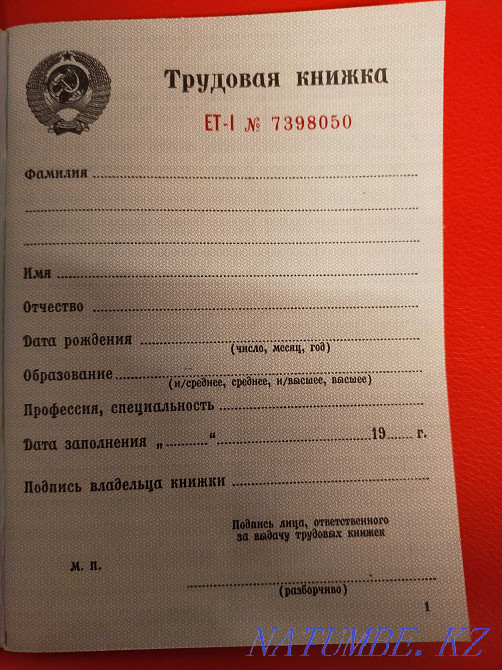 Трудовая книжка
ЕТ-I № 7398050
Фамилия
Имя
Отчество
Дата рождения
(число, месяц, год)
Образование
(н/среднее, среднее, н/высшее, высшее)
Профессия, специальность
Дата заполнения „ “ 19 г.
Подпись владельца книжки
Подпись лица, ответственного
за выдачу трудовых книжек
М. П.
(разборчиво)
1
NATUMBE.KZ